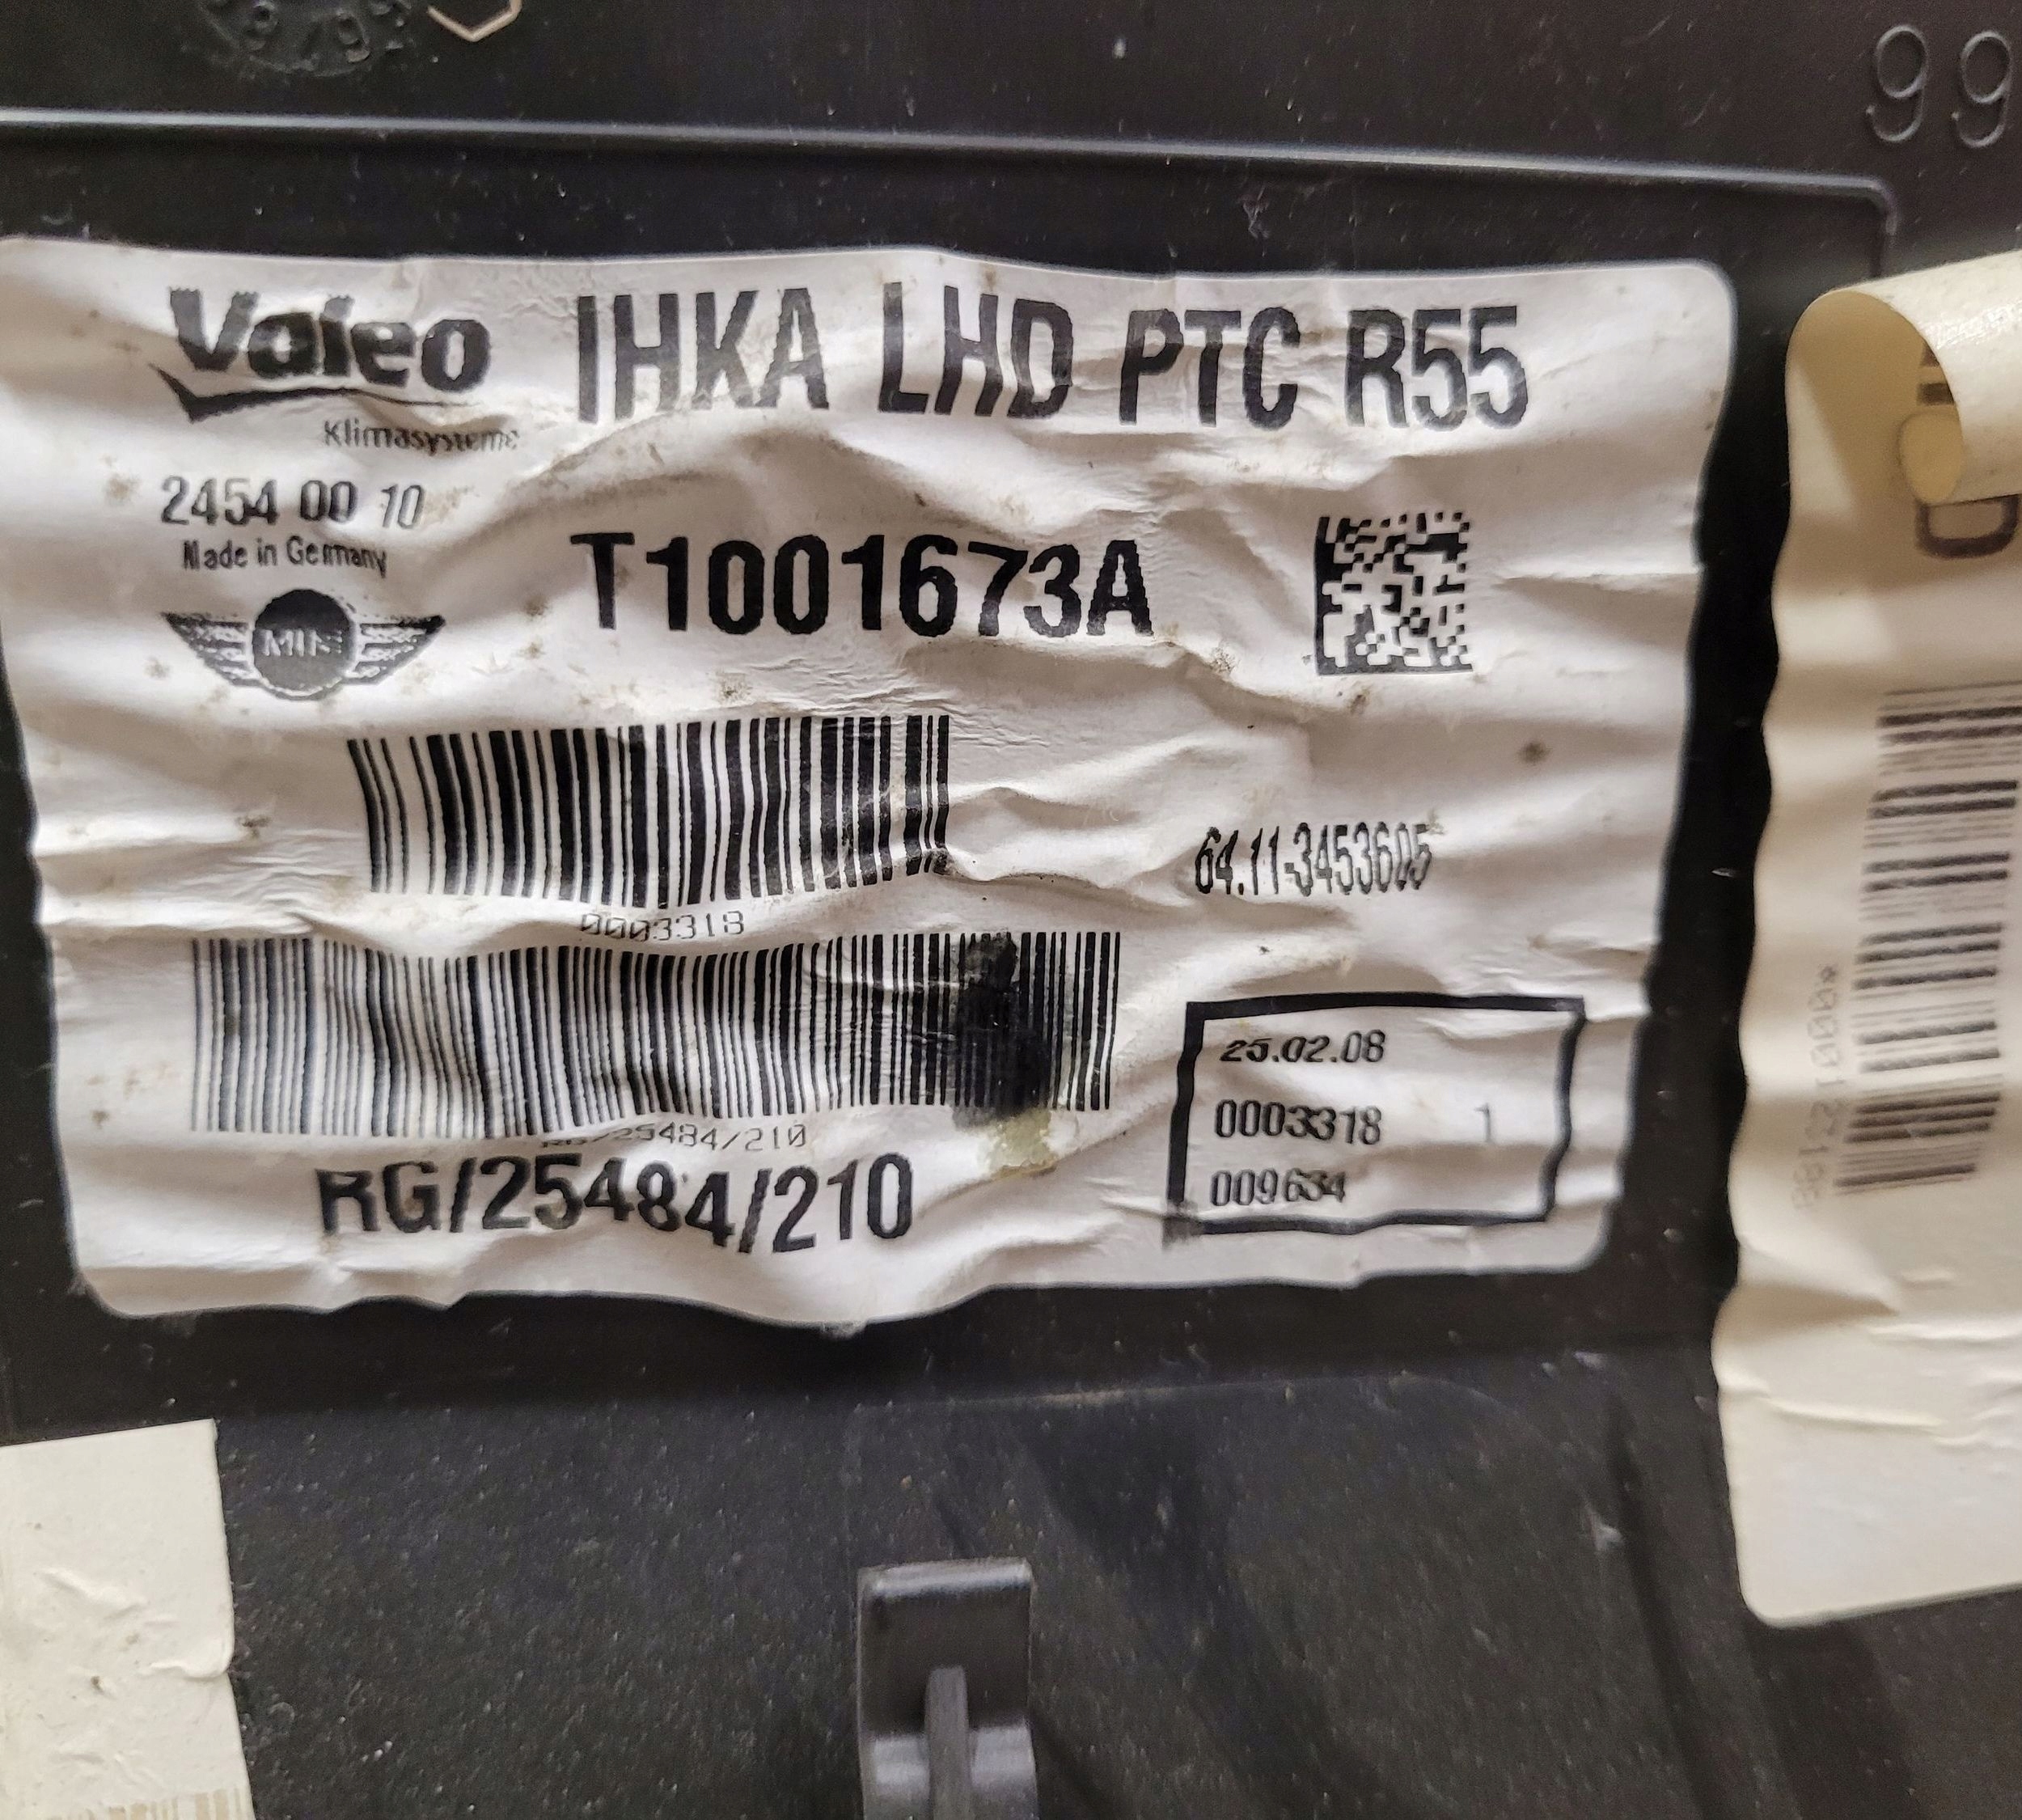 99
Valeo
Klimasysteme
IHKA LHD PTC R55
2454 00 10
Made in Germany
T1001673A
MINI
0003318
64.11-3453605
RG/25484/210
RG/25484/210
25.02.08
0003318 1
009634